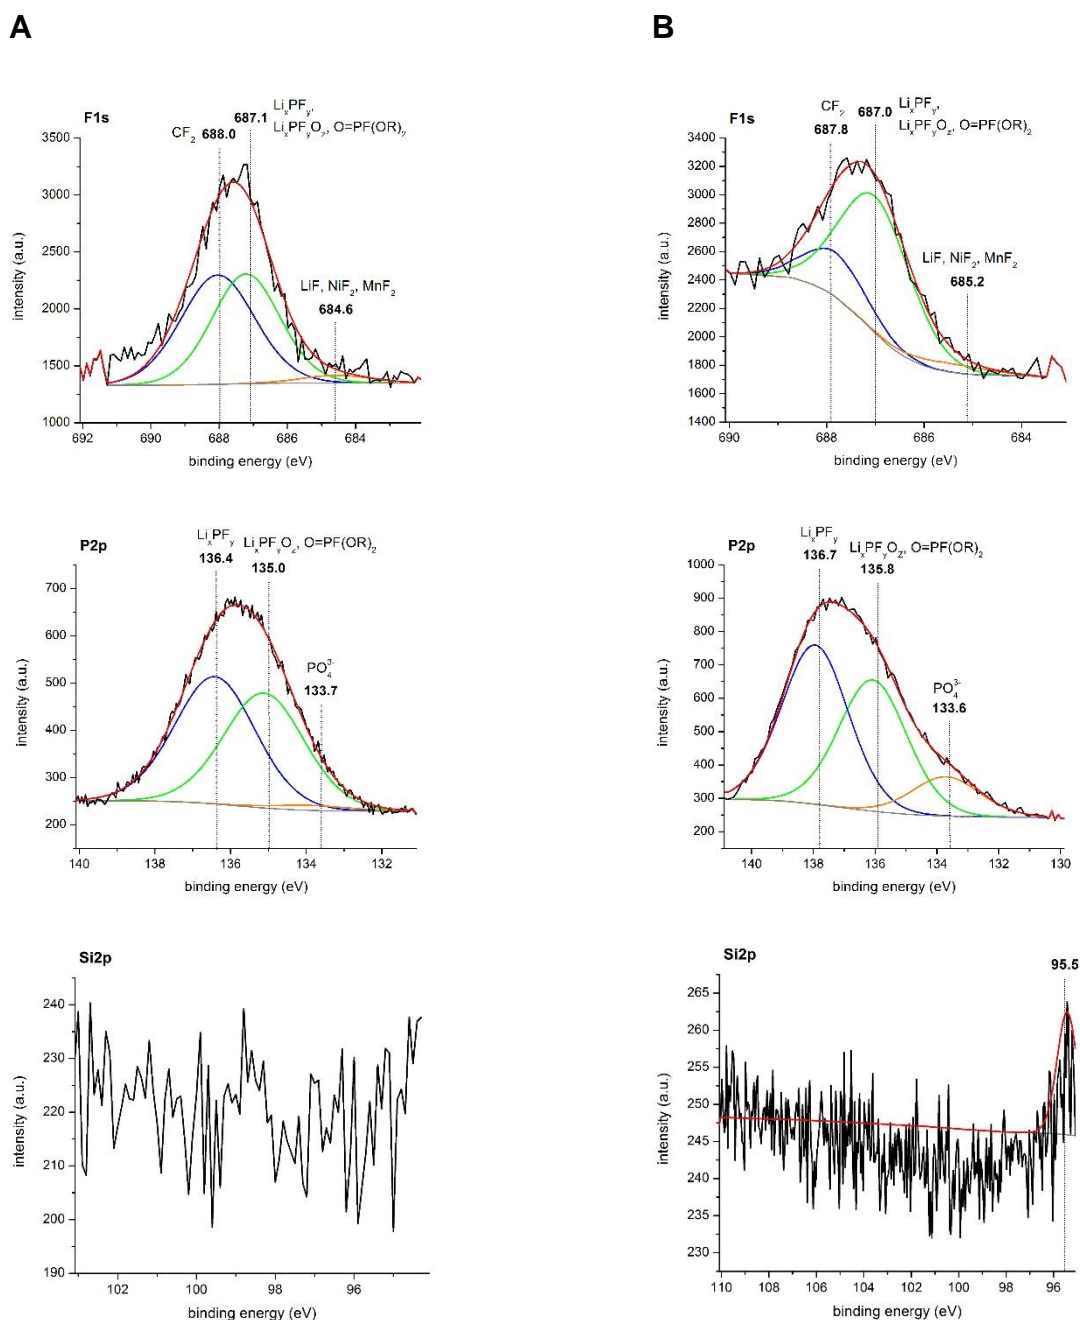 A
B
F1s
CF₂ 688.0
687.1
LiₓPFᵧ,
LiₓPFᵧO₂, O=PF(OR)₂
LiF, NiF₂, MnF₂
684.6
3500
3000
2500
2000
1500
1000
intensity (a.u.)
692 690 688 686 684
binding energy (eV)
F1s
CF₂
687.8
687.0
LiₓPFᵧ,
LiₓPFᵧO_z, O=PF(OR)₂
LiF, NiF₂, MnF₂
685.2
3400
3200
3000
2800
2600
2400
2200
2000
1800
1600
1400
intensity (a.u.)
690 688 686 684
binding energy (eV)
P2p
LiₓPFᵧ
136.4
LiₓPFᵧO_z, O=PF(OR)₂
135.0
PO₄³⁻
133.7
700
600
500
400
300
200
intensity (a.u.)
140 138 136 134 132
binding energy (eV)
P2p
LiₓPFᵧ
136.7
LiₓPFᵧO_z, O=PF(OR)₂
135.8
PO₄³⁻
133.6
1000
900
800
700
600
500
400
300
200
intensity (a.u.)
140 138 136 134 132 130
binding energy (eV)
Si2p
240
230
220
210
200
190
intensity (a.u.)
102 100 98 96
binding energy (eV)
Si2p
95.5
265
260
255
250
245
240
235
230
intensity (a.u.)
110 108 106 104 102 100 98 96
binding energy (eV)